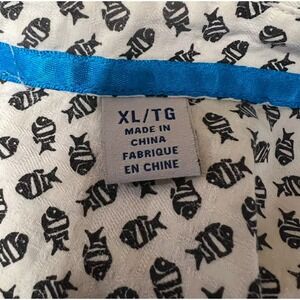 XL/TG
MADE IN
CHINA
FABRIQUE
EN CHINE